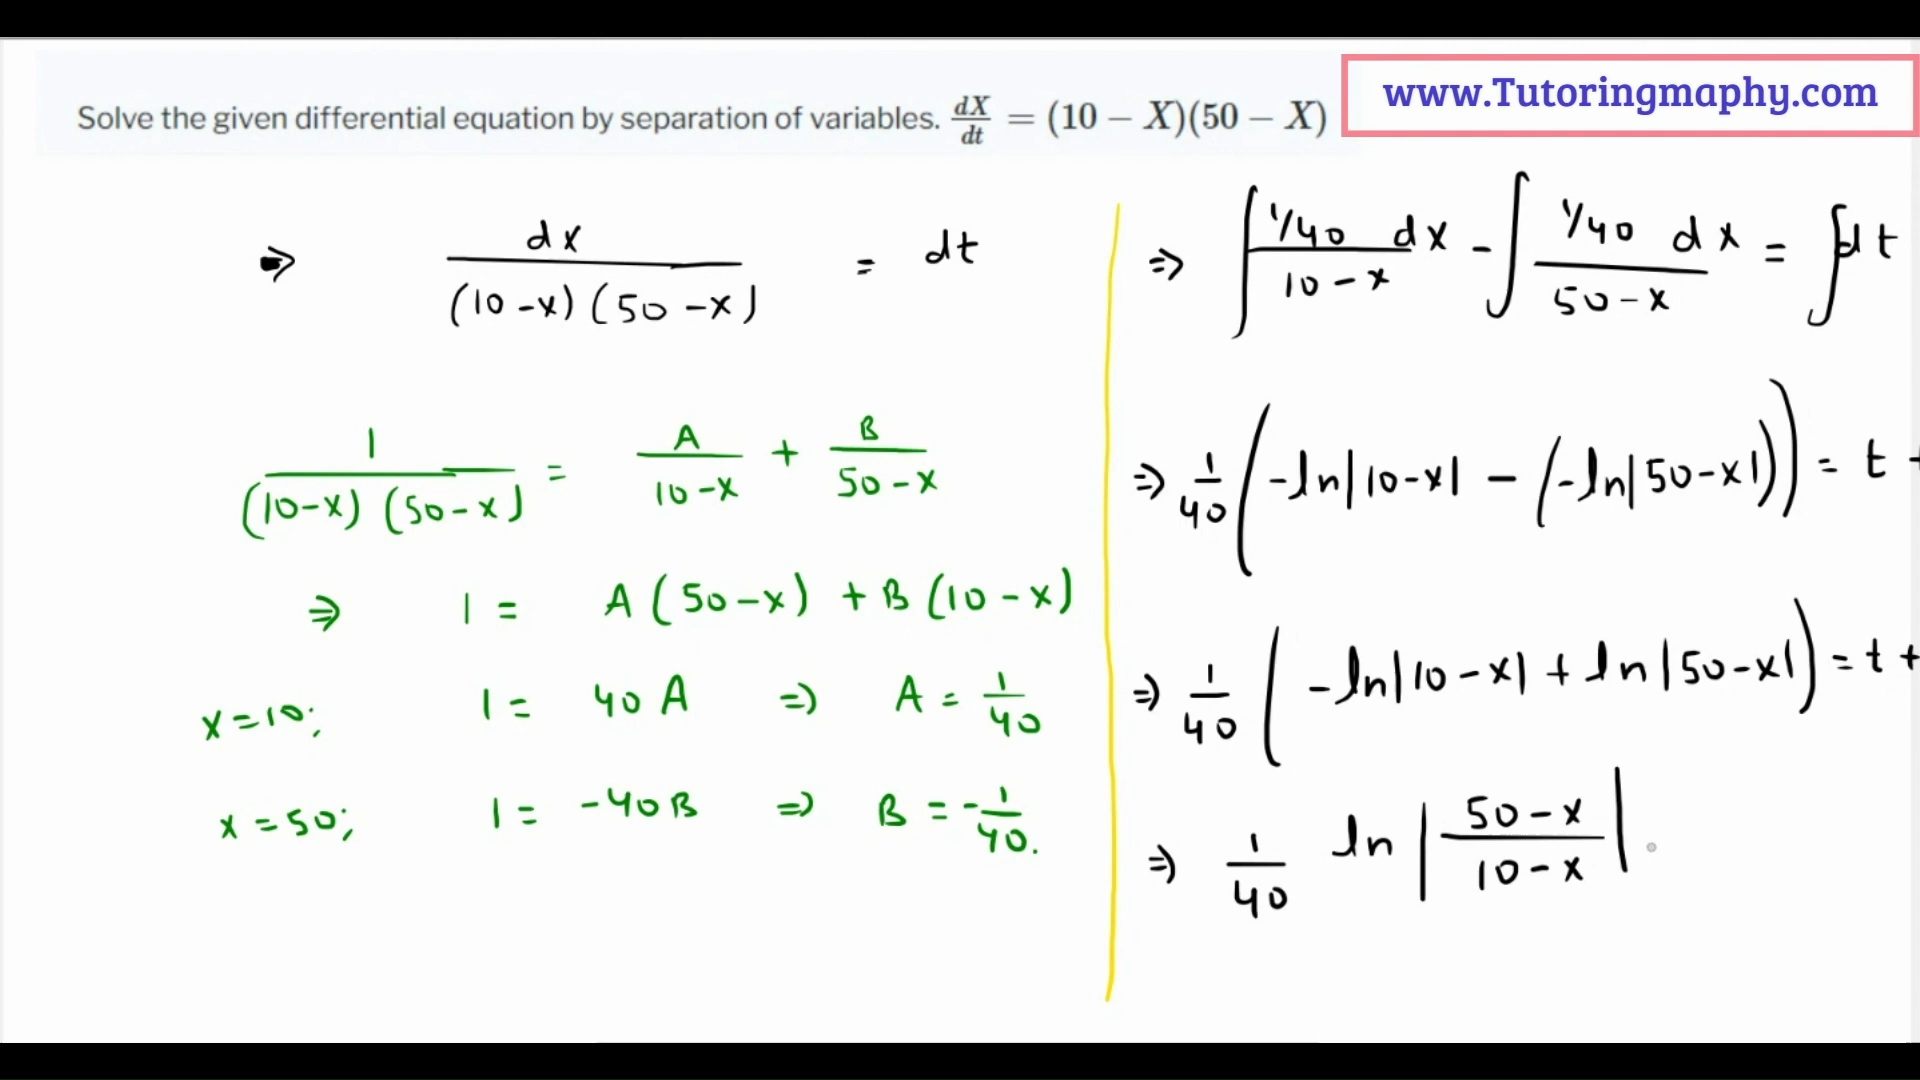 www.Tutoringmaphy.com
Solve the given differential equation by separation of variables. dX/dt = (10 − X)(50 − X)
⇒ dx/((10-x)(50-x)) = dt
1/((10-x)(50-x)) = A/(10-x) + B/(50-x)
⇒ 1 = A(50-x) + B(10-x)
x=10; 1 = 40A ⇒ A = 1/40
x=50; 1 = -40B ⇒ B = -1/40.
⇒ ∫ (1/40 dx)/(10-x) - ∫ (1/40 dx)/(50-x) = ∫dt
⇒ 1/40 (-ln|10-x| - (-ln|50-x|)) = t +
⇒ 1/40 (-ln|10-x| + ln|50-x|) = t +
⇒ 1/40 ln |(50-x)/(10-x)|